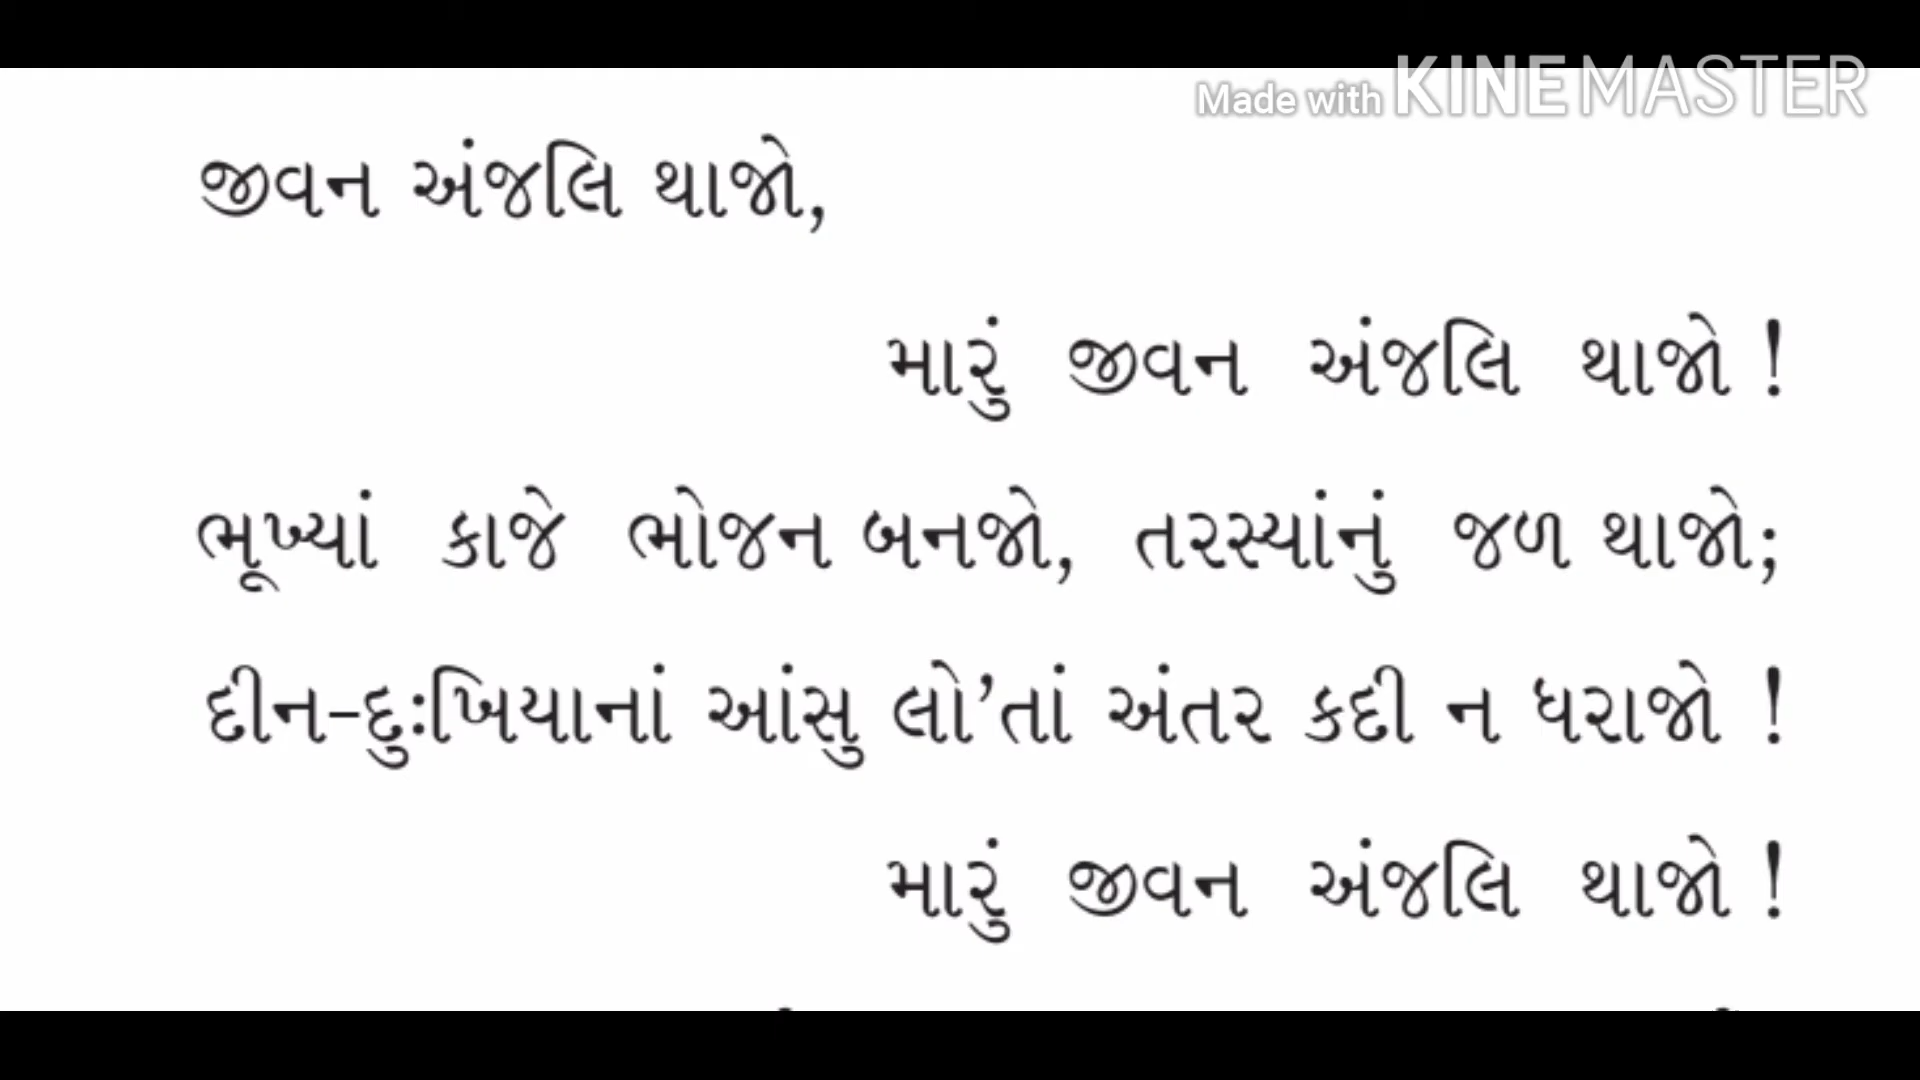 Made with KINEMASTER
જીવન અંજલિ થાજો,
મારું જીવન અંજલિ થાજો !
ભૂખ્યાં કાજે ભોજન બનજો, તરસ્યાંનું જળ થાજો;
દીન-દુઃખિયાનાં આંસુ લો’તાં અંતર કદી ન ધરાજો !
મારું જીવન અંજલિ થાજો !